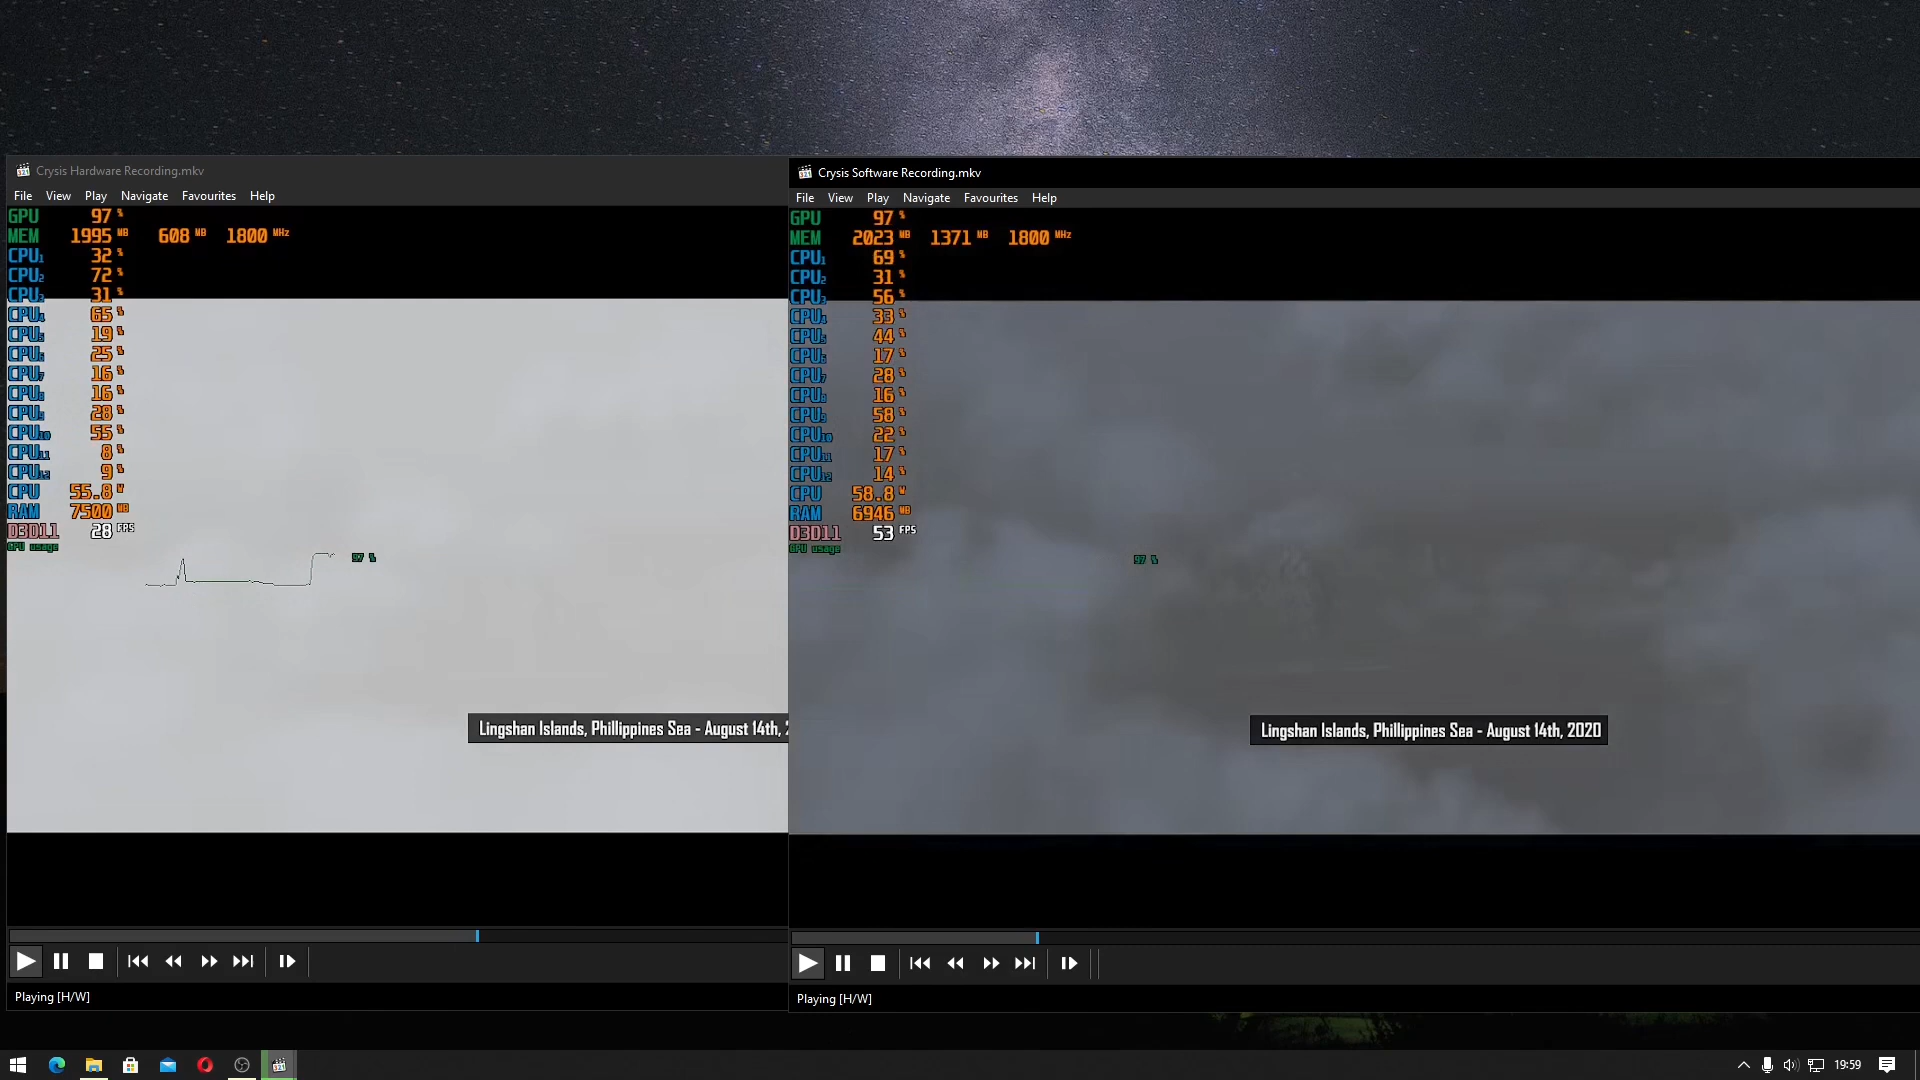 Crysis Hardware Recording.mkv
File View Play Navigate Favourites Help
GPU 97 %
MEM 1995 MB 608 MB 1800 MHz
CPU1 32 %
CPU2 72 %
CPU3 31 %
CPU4 65 %
CPU5 19 %
CPU6 25 %
CPU7 16 %
CPU8 16 %
CPU9 28 %
CPU10 55 %
CPU11 8 %
CPU12 9 %
CPU 55.8 W
RAM 7500 MB
D3D11 28 FPS
GPU usage
97 %
Lingshan Islands, Phillippines Sea - August 14th,
Playing [H/W]
Crysis Software Recording.mkv
File View Play Navigate Favourites Help
GPU 97 %
MEM 2023 MB 1371 MB 1800 MHz
CPU1 69 %
CPU2 31 %
CPU3 56 %
CPU4 33 %
CPU5 44 %
CPU6 17 %
CPU7 28 %
CPU8 16 %
CPU9 58 %
CPU10 22 %
CPU11 17 %
CPU12 14 %
CPU 58.8 W
RAM 6946 MB
D3D11 53 FPS
GPU usage
97 %
Lingshan Islands, Phillippines Sea - August 14th, 2020
Playing [H/W]
19:59